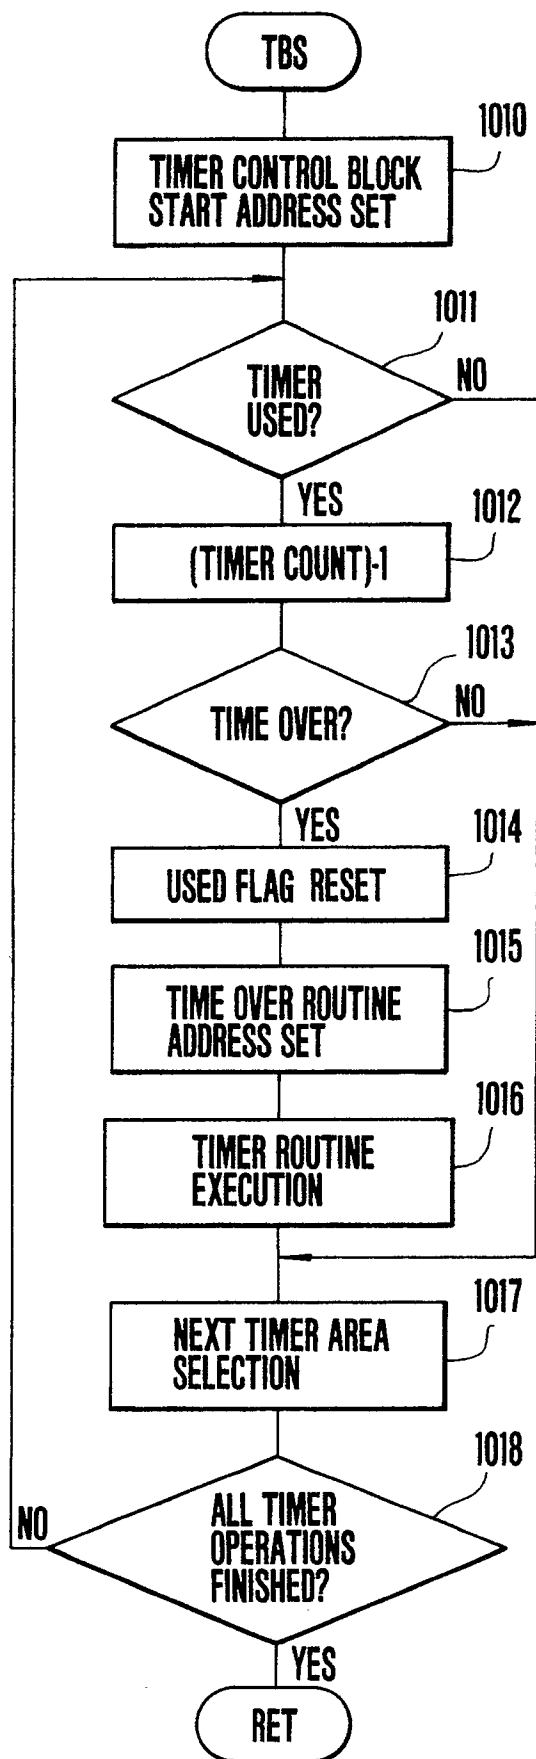 TBS
1010
TIMER CONTROL BLOCK
START ADDRESS SET
1011
TIMER
USED?
NO
YES
1012
(TIMER COUNT)-1
1013
TIME OVER?
NO
YES
1014
USED FLAG RESET
1015
TIME OVER ROUTINE
ADDRESS SET
1016
TIMER ROUTINE
EXECUTION
1017
NEXT TIMER AREA
SELECTION
1018
ALL TIMER
OPERATIONS
FINISHED?
NO
YES
RET